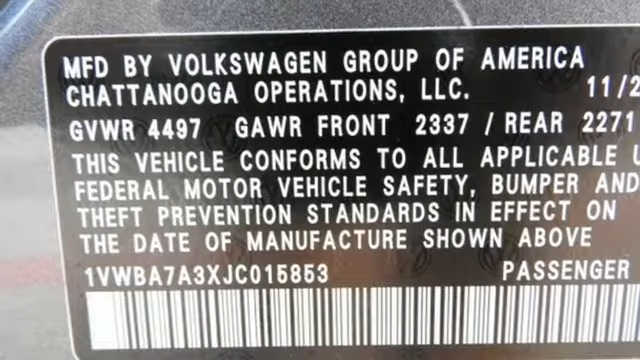 MFD BY VOLKSWAGEN GROUP OF AMERICA
CHATTANOOGA OPERATIONS, LLC. 11/2
GVWR 4497 GAWR FRONT 2337 / REAR 2271
THIS VEHICLE CONFORMS TO ALL APPLICABLE U
FEDERAL MOTOR VEHICLE SAFETY, BUMPER AND
THEFT PREVENTION STANDARDS IN EFFECT ON
THE DATE OF MANUFACTURE SHOWN ABOVE
1VWBA7A3XJC015853 PASSENGER